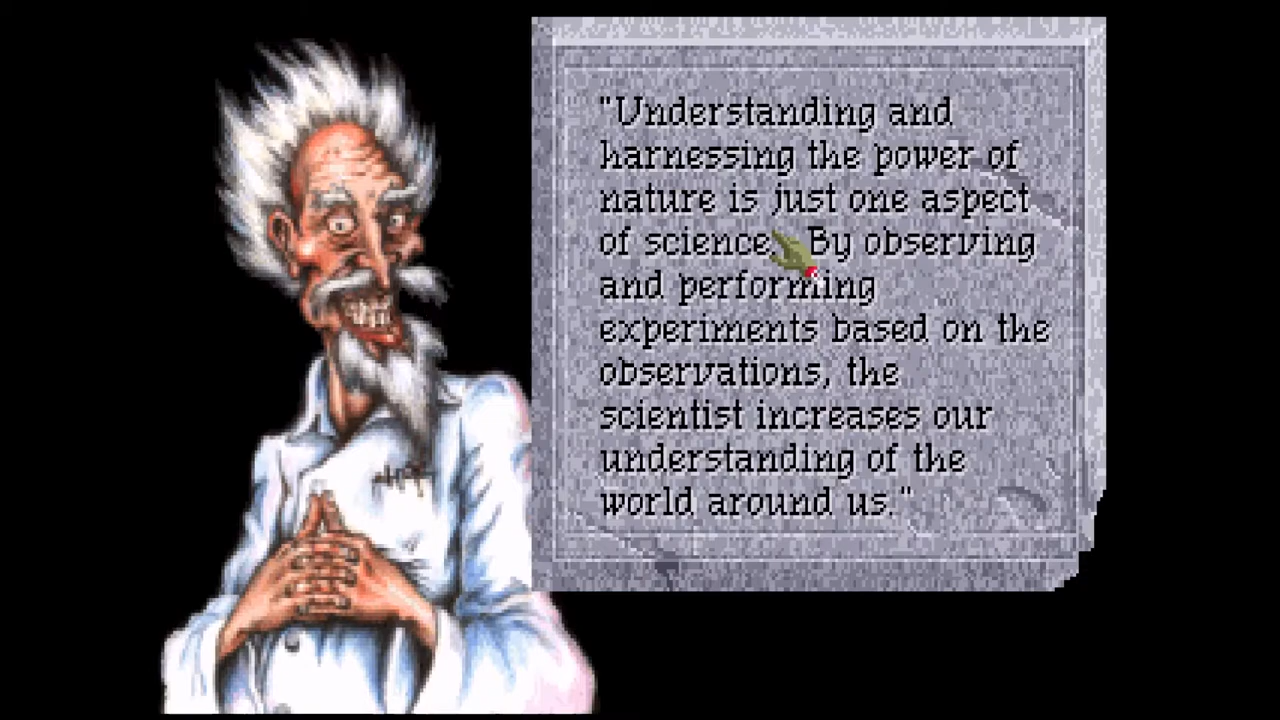 "Understanding and
harnessing the power of
nature is just one aspect
of science. By observing
and performing
experiments based on the
observations, the
scientist increases our
understanding of the
world around us."